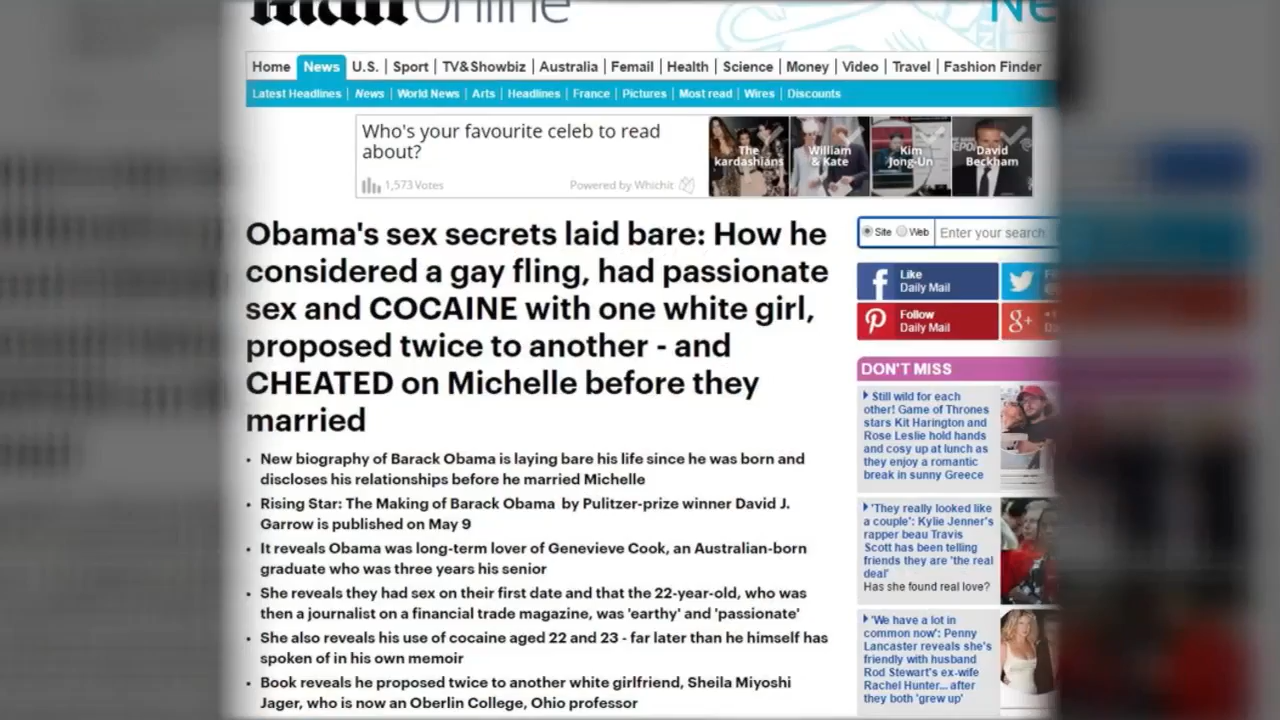 Mail Online
Ne
Home News U.S. Sport TV&Showbiz Australia Femail Health Science Money Video Travel Fashion Finder
Latest Headlines News World News Arts Headlines France Pictures Most read Wires Discounts
Who's your favourite celeb to read
about?
1,573 Votes
Powered by Whichit
The
kardashians
William
& Kate
Kim
Jong-Un
David
Beckham
Obama's sex secrets laid bare: How he
considered a gay fling, had passionate
sex and COCAINE with one white girl,
proposed twice to another - and
CHEATED on Michelle before they
married
New biography of Barack Obama is laying bare his life since he was born and
discloses his relationships before he married Michelle
Rising Star: The Making of Barack Obama by Pulitzer-prize winner David J.
Garrow is published on May 9
It reveals Obama was long-term lover of Genevieve Cook, an Australian-born
graduate who was three years his senior
She reveals they had sex on their first date and that the 22-year-old, who was
then a journalist on a financial trade magazine, was 'earthy' and 'passionate'
She also reveals his use of cocaine aged 22 and 23 - far later than he himself has
spoken of in his own memoir
Book reveals he proposed twice to another white girlfriend, Sheila Miyoshi
Jager, who is now an Oberlin College, Ohio professor
Site Web Enter your search
Like
Daily Mail
Follow
Daily Mail
DON'T MISS
Still wild for each
other! Game of Thrones
stars Kit Harington and
Rose Leslie hold hands
and cosy up at lunch as
they enjoy a romantic
break in sunny Greece
'They really looked like
a couple': Kylie Jenner's
rapper beau Travis
Scott has been telling
friends they are 'the real
deal'
Has she found real love?
'We have a lot in
common now': Penny
Lancaster reveals she's
friendly with husband
Rod Stewart's ex-wife
Rachel Hunter... after
they both 'grew up'